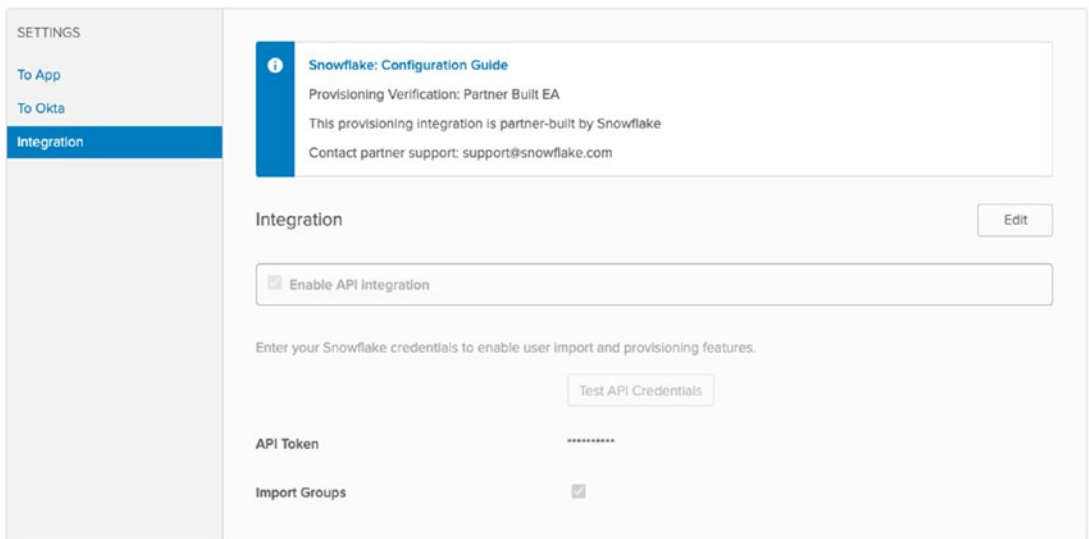 SETTINGS
To App
To Okta
Integration
Snowflake: Configuration Guide
Provisioning Verification: Partner Built EA
This provisioning integration is partner-built by Snowflake
Contact partner support: support@snowflake.com
Integration
Edit
Enable API integration
Enter your Snowflake credentials to enable user import and provisioning features.
Test API Credentials
API Token
••••••••••
Import Groups